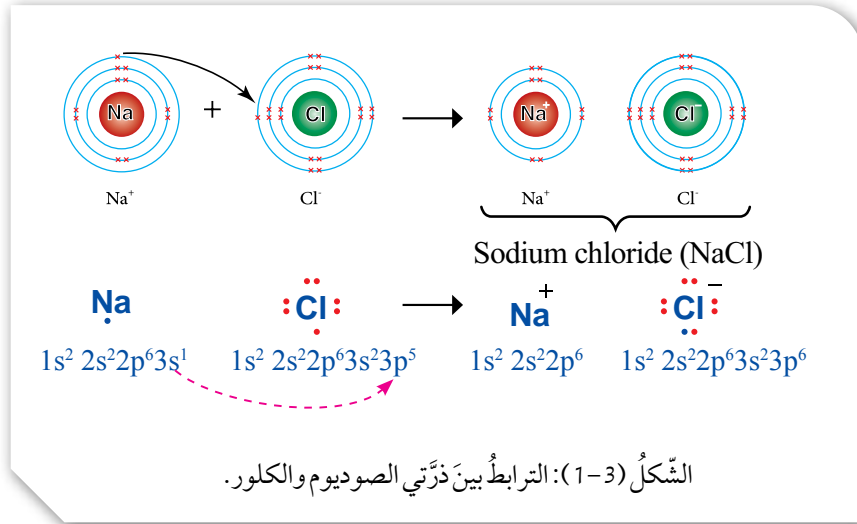 Na + Cl → Na⁺ Cl⁻
Na⁺ Cl⁻ Na⁺ Cl⁻
Sodium chloride (NaCl)
Na Cl → Na⁺ Cl⁻
1s² 2s²2p⁶3s¹ 1s² 2s²2p⁶3s²3p⁵ 1s² 2s²2p⁶ 1s² 2s²2p⁶3s²3p⁶
الشّكلُ (3-1): الترابطُ بينَ ذرَّتي الصوديوم والكلور.